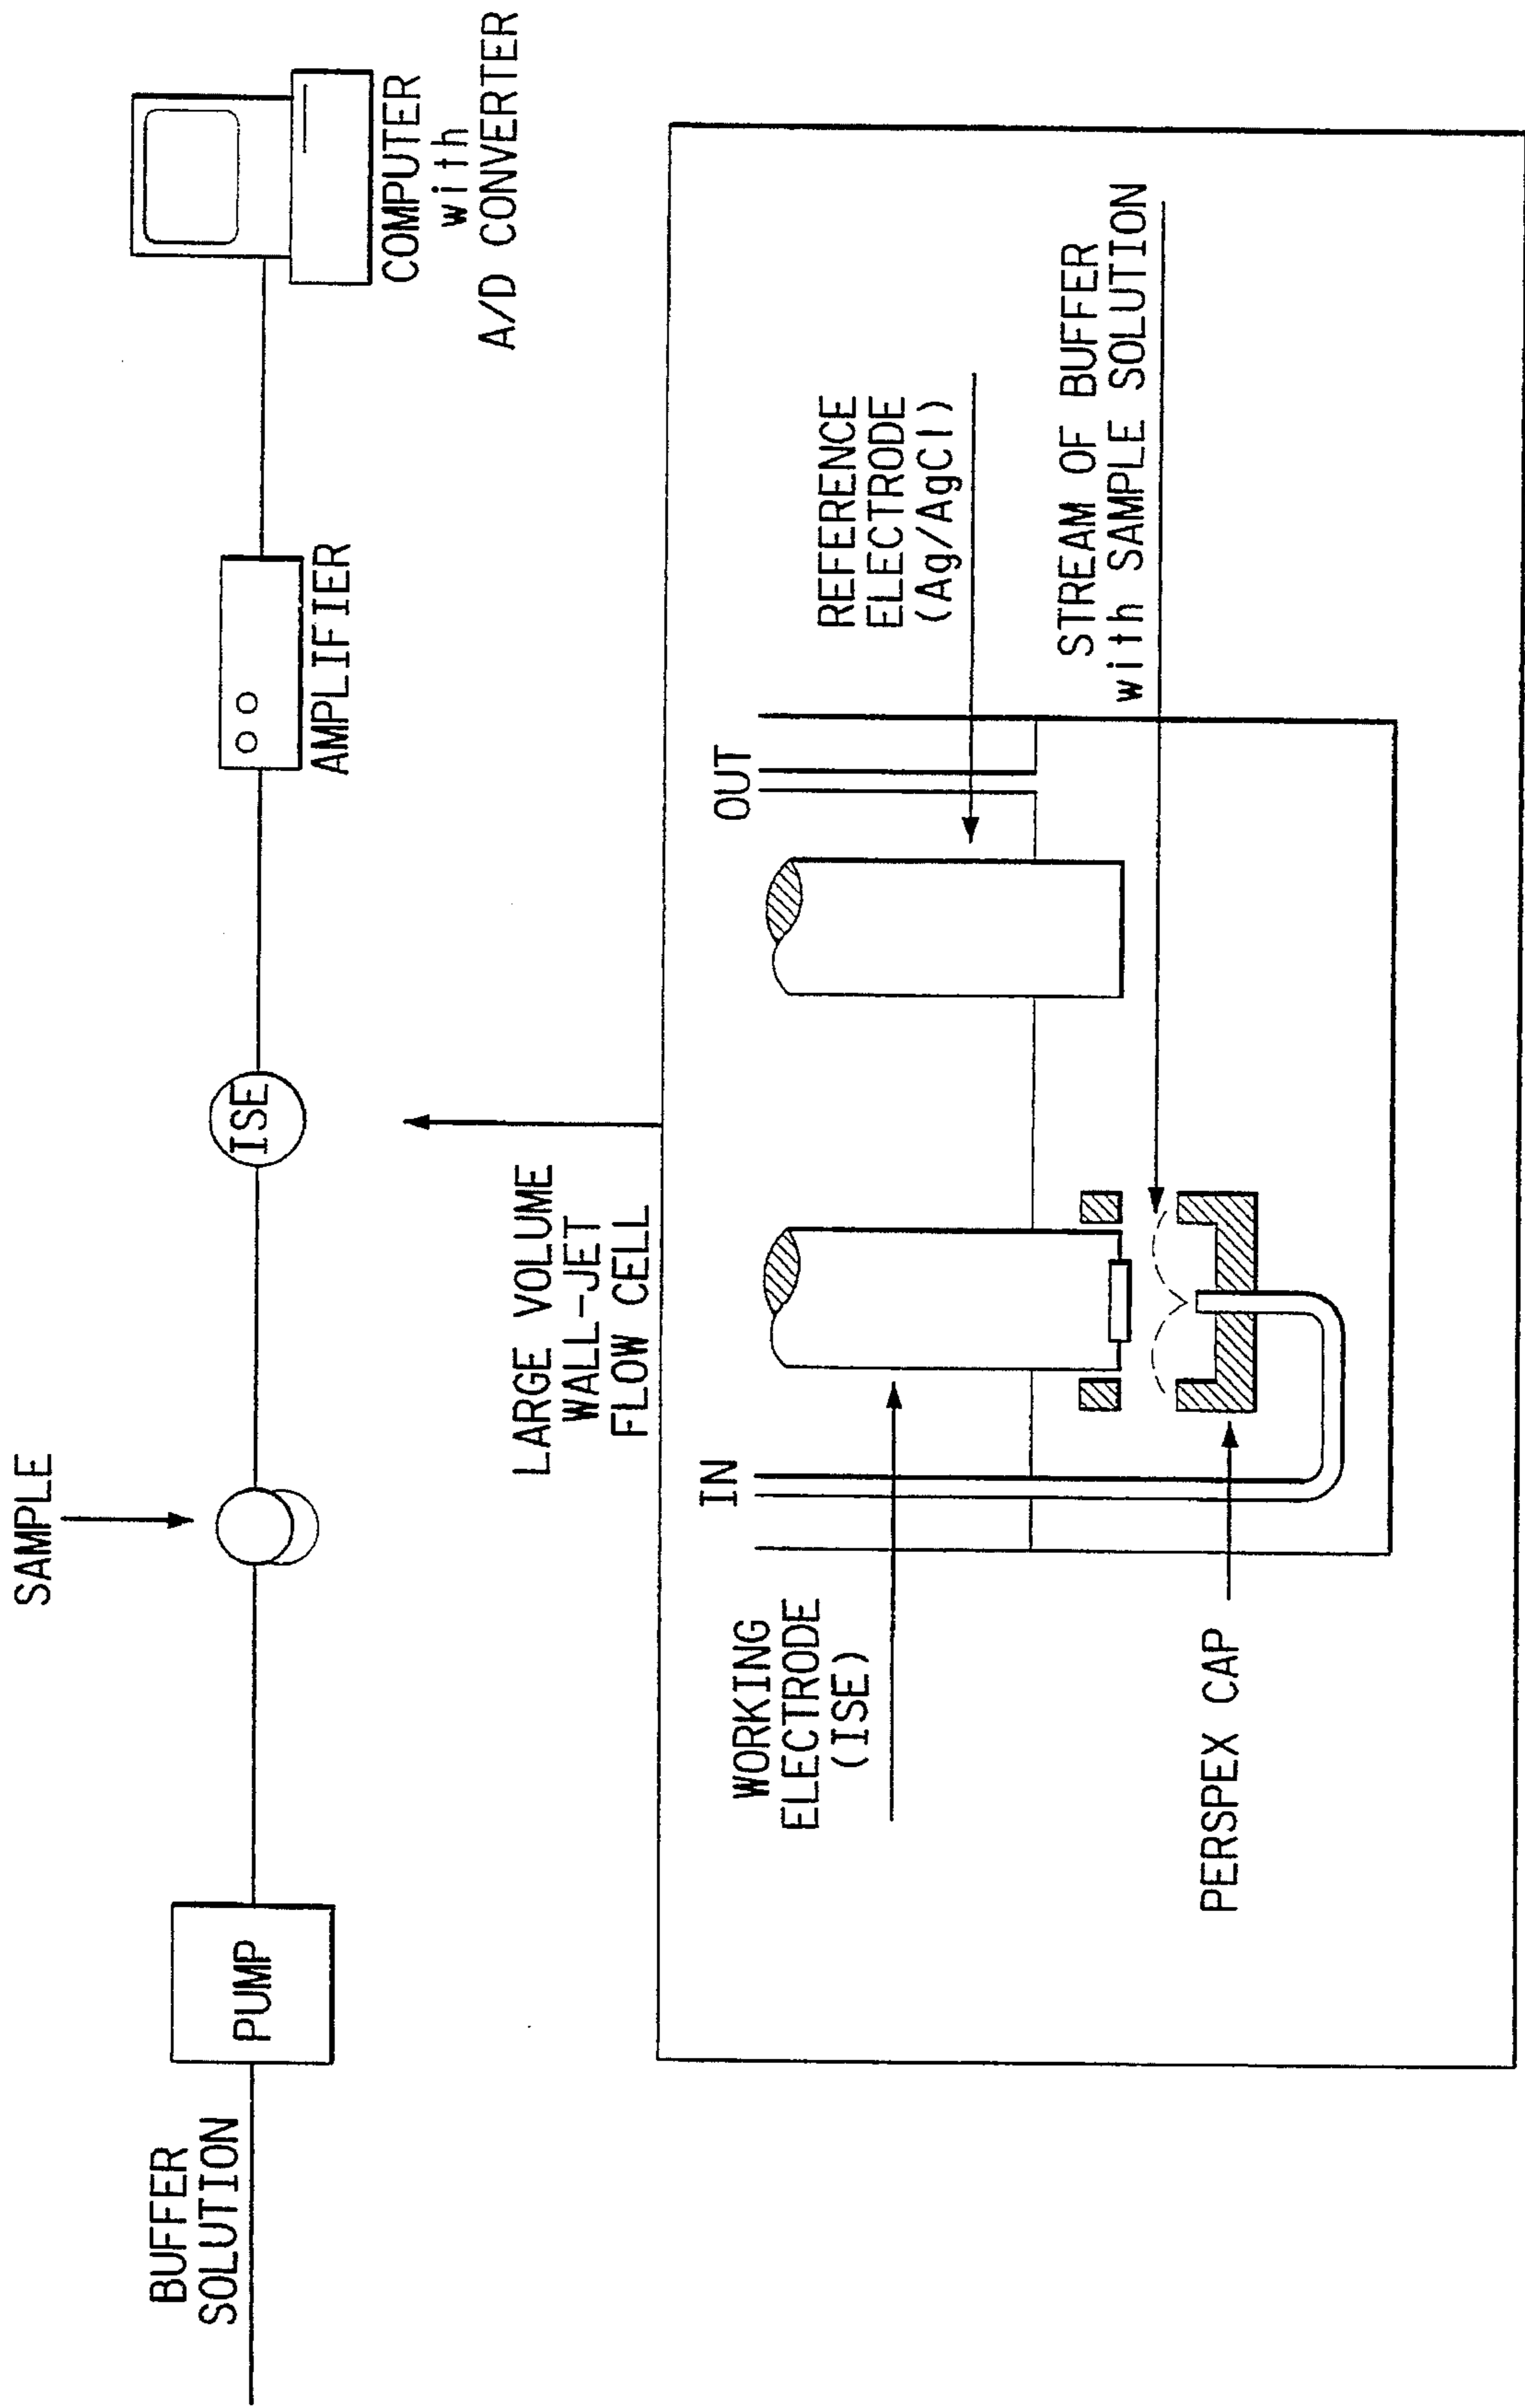 BUFFER
SOLUTION
PUMP
SAMPLE
ISE
AMPLIFIER
COMPUTER
with
A/D CONVERTER
LARGE VOLUME
WALL-JET
FLOW CELL
IN
OUT
WORKING
ELECTRODE
(ISE)
PERSPEX CAP
REFERENCE
ELECTRODE
(Ag/AgCl)
STREAM OF BUFFER
with SAMPLE SOLUTION